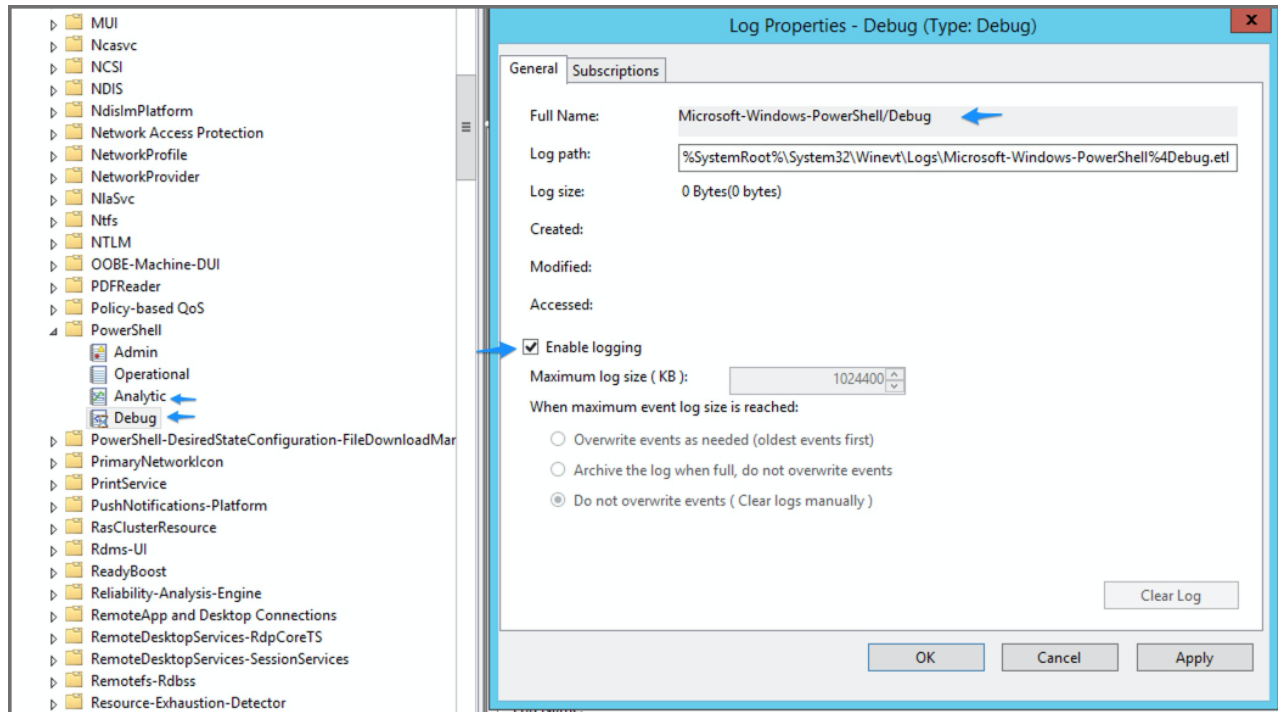 MUI
Ncasvc
NCSI
NDIS
NdisImPlatform
Network Access Protection
NetworkProfile
NetworkProvider
NlaSvc
Ntfs
NTLM
OOBE-Machine-DUI
PDFReader
Policy-based QoS
PowerShell
Admin
Operational
Analytic
Debug
PowerShell-DesiredStateConfiguration-FileDownloadMar
PrimaryNetworkIcon
PrintService
PushNotifications-Platform
RasClusterResource
Rdms-UI
ReadyBoost
Reliability-Analysis-Engine
RemoteApp and Desktop Connections
RemoteDesktopServices-RdpCoreTS
RemoteDesktopServices-SessionServices
Remotefs-Rdbss
Resource-Exhaustion-Detector
Log Properties - Debug (Type: Debug)
x
General Subscriptions
Full Name: Microsoft-Windows-PowerShell/Debug
Log path: %SystemRoot%\System32\Winevt\Logs\Microsoft-Windows-PowerShell%4Debug.etl
Log size: 0 Bytes(0 bytes)
Created:
Modified:
Accessed:
Enable logging
Maximum log size ( KB ): 1024400
When maximum event log size is reached:
Overwrite events as needed (oldest events first)
Archive the log when full, do not overwrite events
Do not overwrite events ( Clear logs manually )
Clear Log
OK Cancel Apply